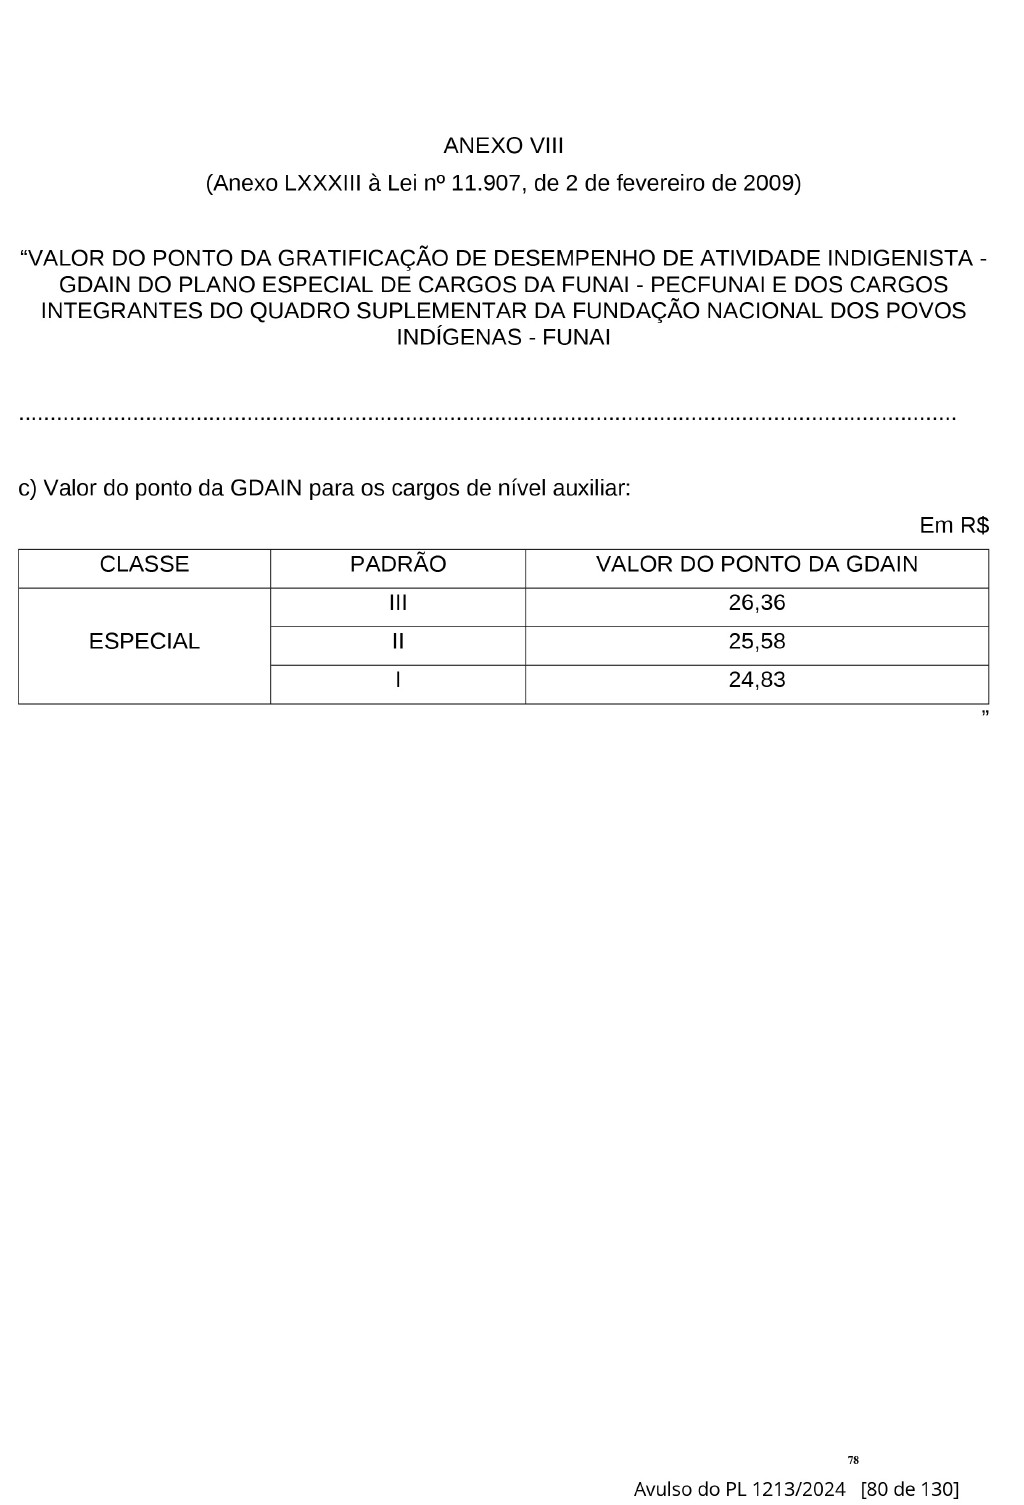 ANEXO VIII
(Anexo LXXXIII à Lei nº 11.907, de 2 de fevereiro de 2009)
“VALOR DO PONTO DA GRATIFICAÇÃO DE DESEMPENHO DE ATIVIDADE INDIGENISTA -
GDAIN DO PLANO ESPECIAL DE CARGOS DA FUNAI - PECFUNAI E DOS CARGOS
INTEGRANTES DO QUADRO SUPLEMENTAR DA FUNDAÇÃO NACIONAL DOS POVOS
INDÍGENAS - FUNAI
....................................................................................................................................................
c) Valor do ponto da GDAIN para os cargos de nível auxiliar:
Em R$
CLASSE PADRÃO VALOR DO PONTO DA GDAIN
III 26,36
ESPECIAL II 25,58
I 24,83
”
78
Avulso do PL 1213/2024 [80 de 130]